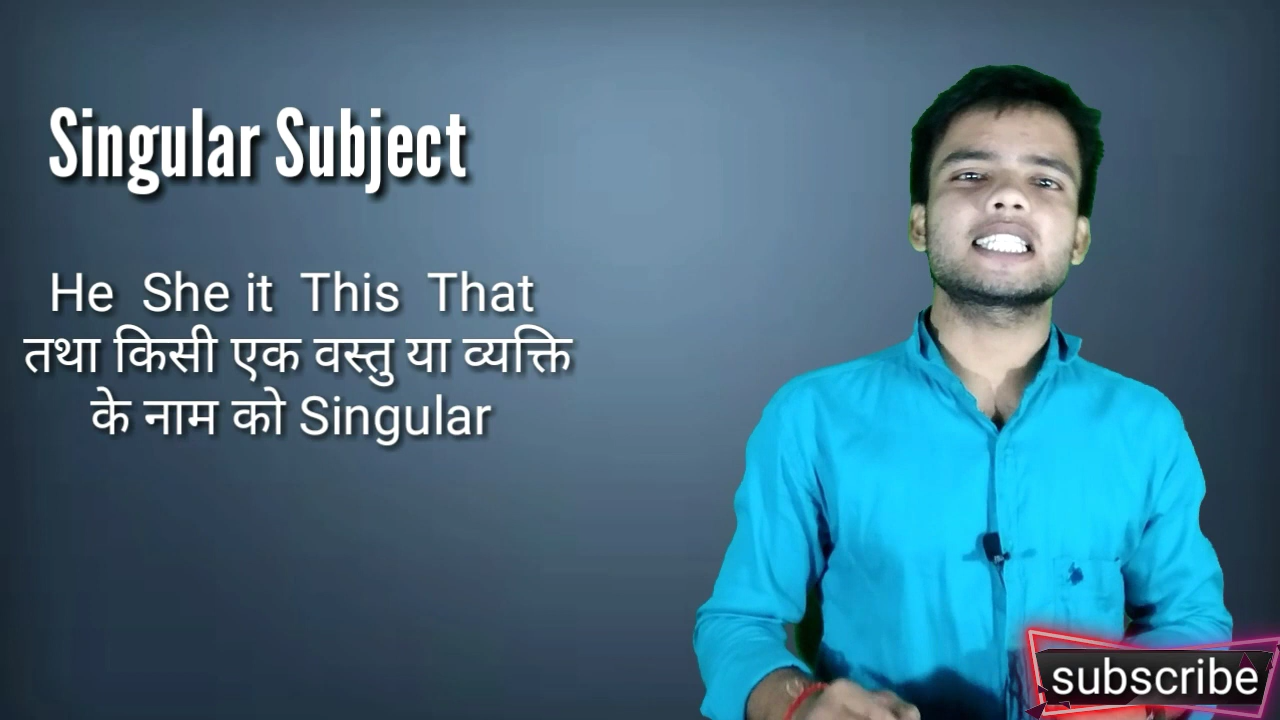 Singular Subject
He She it This That
तथा किसी एक वस्तु या व्यक्ति
के नाम को Singular
subscribe